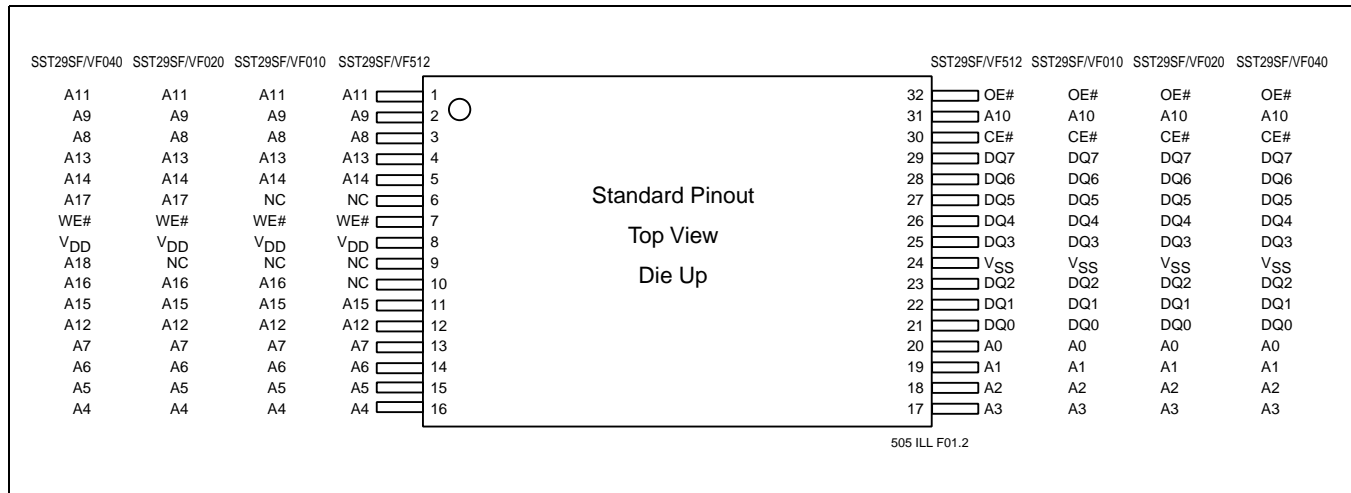 SST29SF/VF040 SST29SF/VF020 SST29SF/VF010 SST29SF/VF512 SST29SF/VF512 SST29SF/VF010 SST29SF/VF020 SST29SF/VF040
A11 A11 A11 A11 1 32 OE# OE# OE# OE#
A9 A9 A9 A9 2 31 A10 A10 A10 A10
A8 A8 A8 A8 3 30 CE# CE# CE# CE#
A13 A13 A13 A13 4 29 DQ7 DQ7 DQ7 DQ7
A14 A14 A14 A14 5 28 DQ6 DQ6 DQ6 DQ6
A17 A17 NC NC 6 Standard Pinout 27 DQ5 DQ5 DQ5 DQ5
WE# WE# WE# WE# 7 26 DQ4 DQ4 DQ4 DQ4
VDD VDD VDD VDD 8 Top View 25 DQ3 DQ3 DQ3 DQ3
A18 NC NC NC 9 24 VSS VSS VSS VSS
A16 A16 A16 NC 10 Die Up 23 DQ2 DQ2 DQ2 DQ2
A15 A15 A15 A15 11 22 DQ1 DQ1 DQ1 DQ1
A12 A12 A12 A12 12 21 DQ0 DQ0 DQ0 DQ0
A7 A7 A7 A7 13 20 A0 A0 A0 A0
A6 A6 A6 A6 14 19 A1 A1 A1 A1
A5 A5 A5 A5 15 18 A2 A2 A2 A2
A4 A4 A4 A4 16 17 A3 A3 A3 A3
505 ILL F01.2